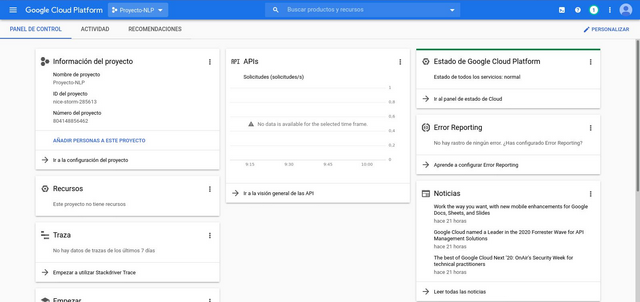 Google Cloud Platform
Proyecto-NLP
Buscar productos y recursos
1
PANEL DE CONTROL
ACTIVIDAD
RECOMENDACIONES
PERSONALIZAR
Información del proyecto
Nombre de proyecto
Proyecto-NLP
ID del proyecto
nice-storm-285613
Número del proyecto
804148856462
AÑADIR PERSONAS A ESTE PROYECTO
Ir a la configuración del proyecto
Recursos
Este proyecto no tiene recursos
Traza
No hay datos de trazas de los últimos 7 días
Empezar a utilizar Stackdriver Trace
Empezar
API APIs
Solicitudes (solicitudes/s)
1
0.8
0.6
0.4
0.2
0
No data is available for the selected time frame.
9:15
9:30
9:45
10:00
Ir a la visión general de las API
Estado de Google Cloud Platform
Estado de todos los servicios: normal
Ir al panel de estado de Cloud
Error Reporting
No hay rastro de ningún error. ¿Has configurado Error Reporting?
Aprende a configurar Error Reporting
Noticias
Work the way you want, with new mobile enhancements for Google
Docs, Sheets, and Slides
hace 21 horas
Google Cloud named a Leader in the 2020 Forrester Wave for API
Management Solutions
hace 21 horas
The best of Google Cloud Next '20: OnAir's Security Week for
technical practitioners
hace 21 horas
Leer todas las noticias